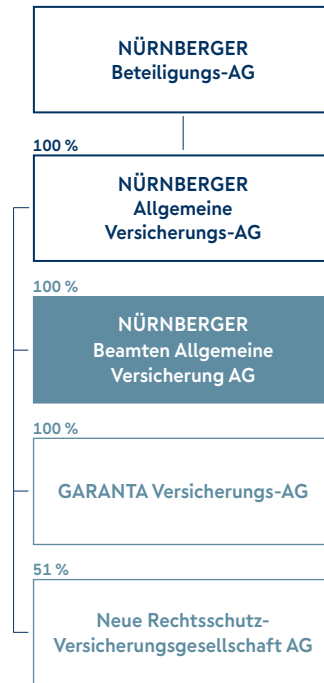 NÜRNBERGER
Beteiligungs-AG
100 %
NÜRNBERGER
Allgemeine
Versicherungs-AG
100 %
NÜRNBERGER
Beamten Allgemeine
Versicherung AG
100 %
GARANTA Versicherungs-AG
51 %
Neue Rechtsschutz-
Versicherungsgesellschaft AG